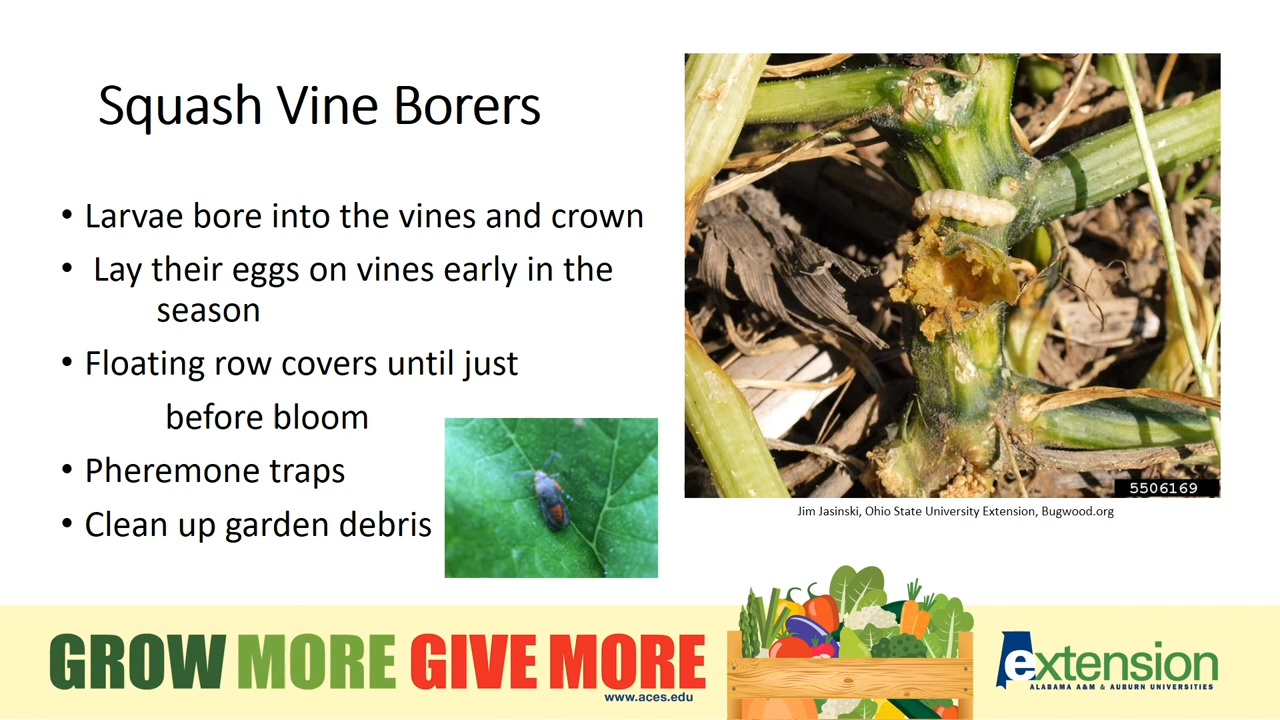 Squash Vine Borers
• Larvae bore into the vines and crown
• Lay their eggs on vines early in the
season
• Floating row covers until just
before bloom
• Pheremone traps
• Clean up garden debris
5506169
Jim Jasinski, Ohio State University Extension, Bugwood.org
GROW MORE GIVE MORE
www.aces.edu
extension
ALABAMA A&M & AUBURN UNIVERSITIES